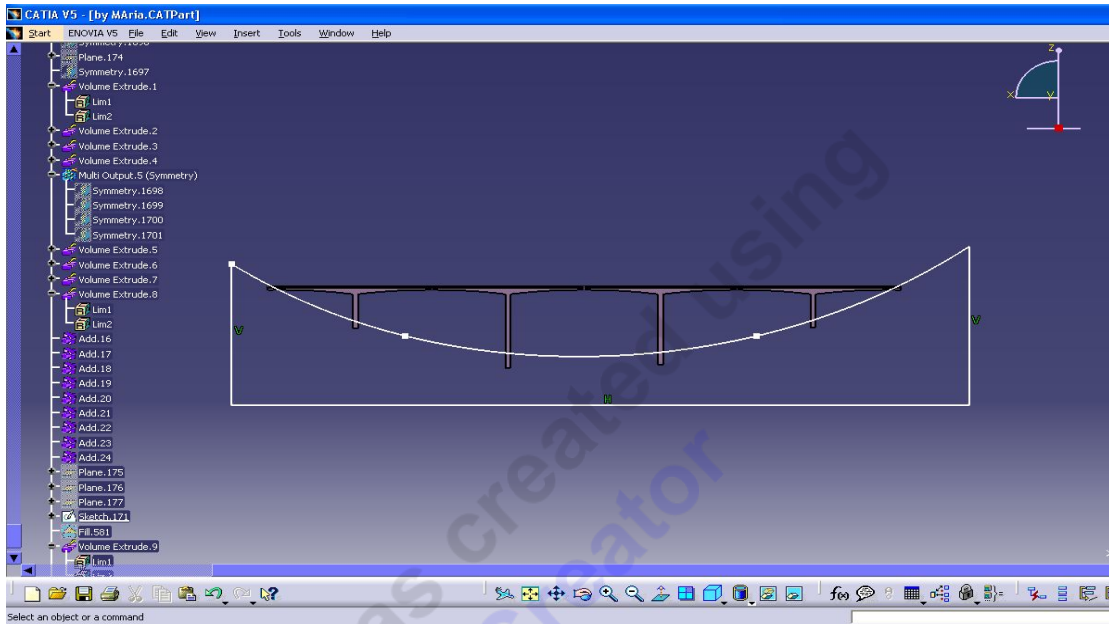 CATIA V5 - [by MAria.CATPart]
Start ENOVIA V5 File Edit View Insert Tools Window Help
Plane.174
Symmetry.1697
Volume Extrude.1
Lim1
Lim2
Volume Extrude.2
Volume Extrude.3
Volume Extrude.4
Multi Output.5 (Symmetry)
Symmetry.1698
Symmetry.1699
Symmetry.1700
Symmetry.1701
Volume Extrude.5
Volume Extrude.6
Volume Extrude.7
Volume Extrude.8
Lim1
Lim2
Add.16
Add.17
Add.18
Add.19
Add.20
Add.21
Add.22
Add.23
Add.24
Plane.175
Plane.176
Plane.177
Sketch.171
Fill.581
Volume Extrude.9
Lim1
z
x
y
V
V
H
as created using
Creator
f(x)
Select an object or a command